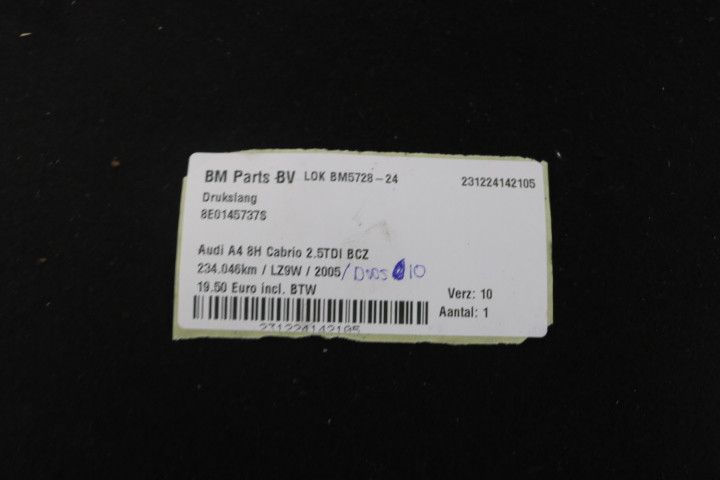 BM Parts BV LOK BM5728-24 231224142105
Drukslang
8E0145737S
Audi A4 8H Cabrio 2.5TDI BCZ
234.046km / LZ9W / 2005 / Doos 10
19.50 Euro incl. BTW
Verz: 10
Aantal: 1
231224142105